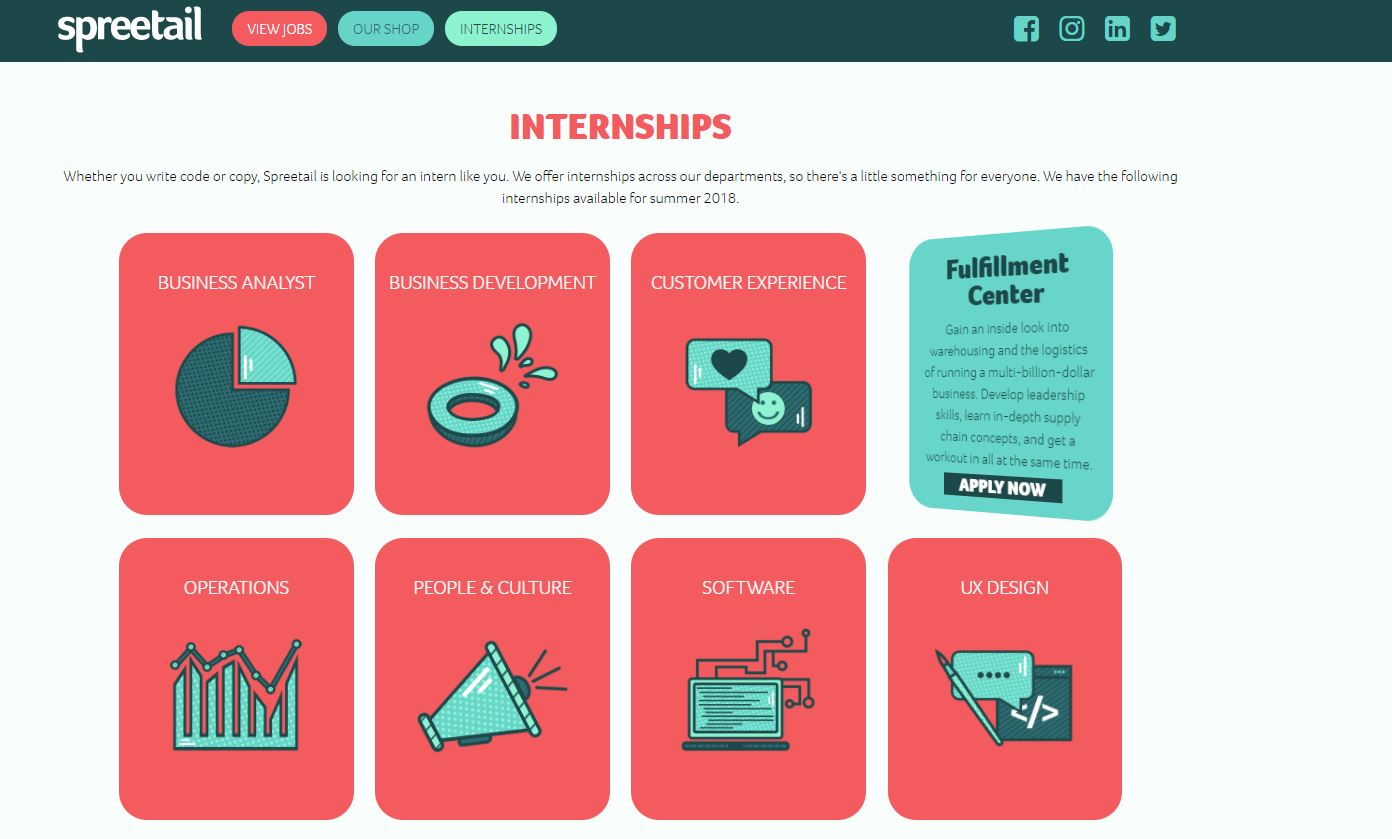 spreetail
VIEW JOBS
OUR SHOP
INTERNSHIPS
INTERNSHIPS
Whether you write code or copy, Spreetail is looking for an intern like you. We offer internships across our departments, so there's a little something for everyone. We have the following
internships available for summer 2018.
BUSINESS ANALYST
BUSINESS DEVELOPMENT
CUSTOMER EXPERIENCE
Fulfillment
Center
Gain an inside look into
warehousing and the logistics
of running a multi-billion-dollar
business. Develop leadership
skills, learn in-depth supply
chain concepts, and get a
workout in all at the same time.
APPLY NOW
OPERATIONS
PEOPLE & CULTURE
SOFTWARE
UX DESIGN